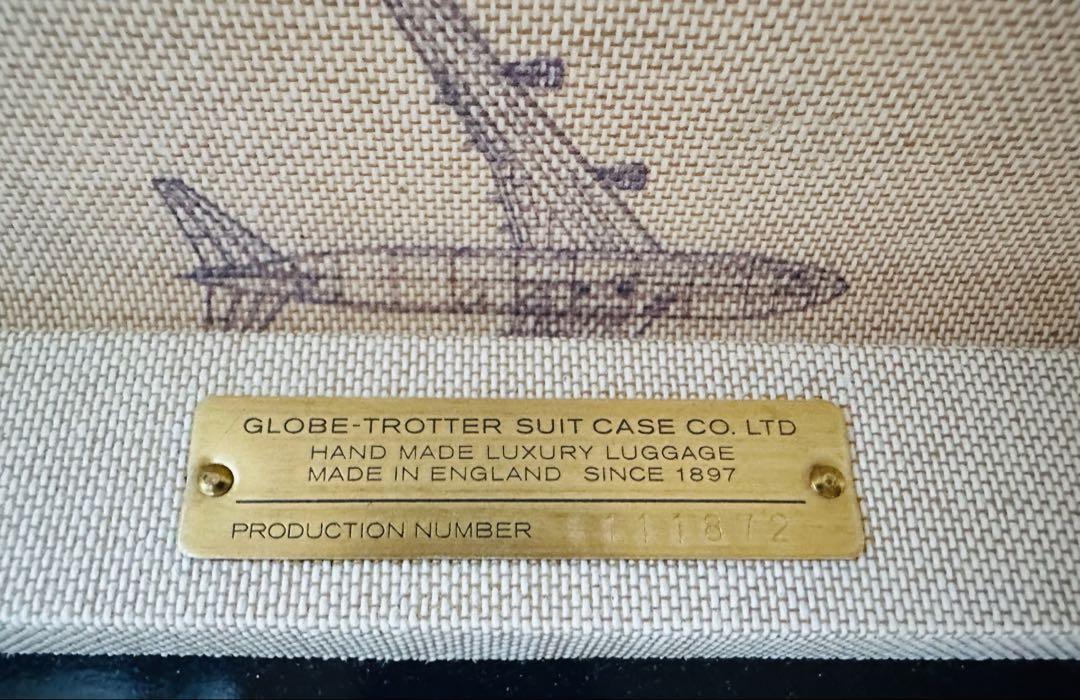 GLOBE-TROTTER SUIT CASE CO. LTD
HAND MADE LUXURY LUGGAGE
MADE IN ENGLAND SINCE 1897
PRODUCTION NUMBER